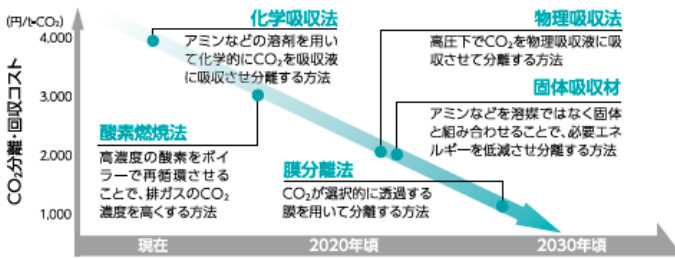 (円/t-CO₂)
CO₂分離・回収コスト
4,000
3,000
2,000
1,000
化学吸収法
アミンなどの溶剤を用い
て化学的にCO₂を吸収液
に吸収させ分離する方法
物理吸収法
高圧下でCO₂を物理吸収液に吸
収させて分離する方法
固体吸収材
アミンなどを溶媒ではなく固体
と組み合わせることで、必要エネ
ルギーを低減させ分離する方法
酸素燃焼法
高濃度の酸素をボイ
ラーで再循環させる
ことで、排ガスのCO₂
濃度を高くする方法
膜分離法
CO₂が選択的に透過する
膜を用いて分離する方法
現在
2020年頃
2030年頃